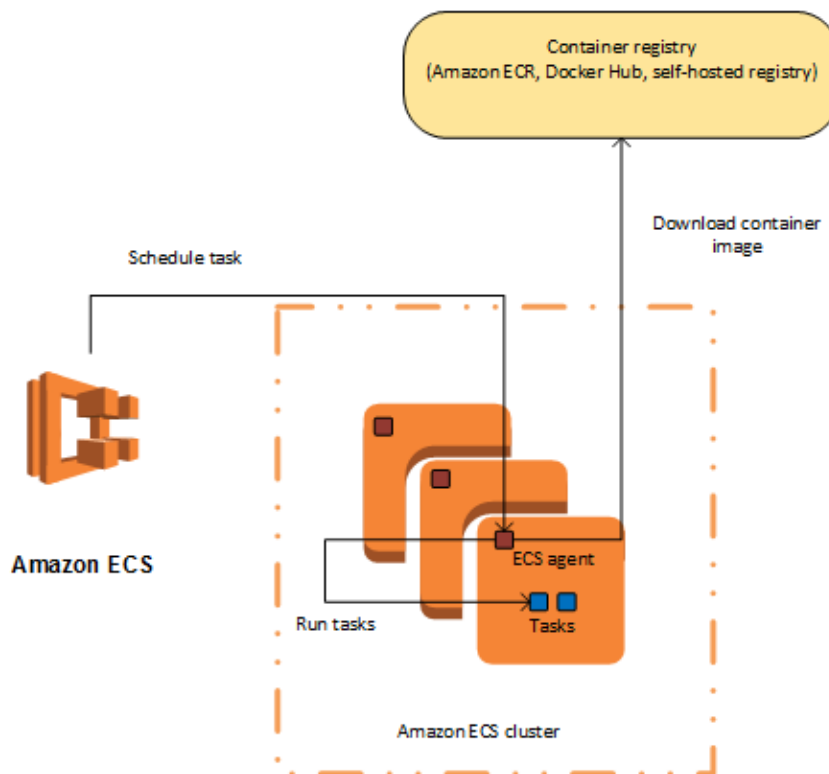 Container registry
(Amazon ECR, Docker Hub, self-hosted registry)
Download container
image
Schedule task
Amazon ECS
ECS agent
Run tasks
Tasks
Amazon ECS cluster